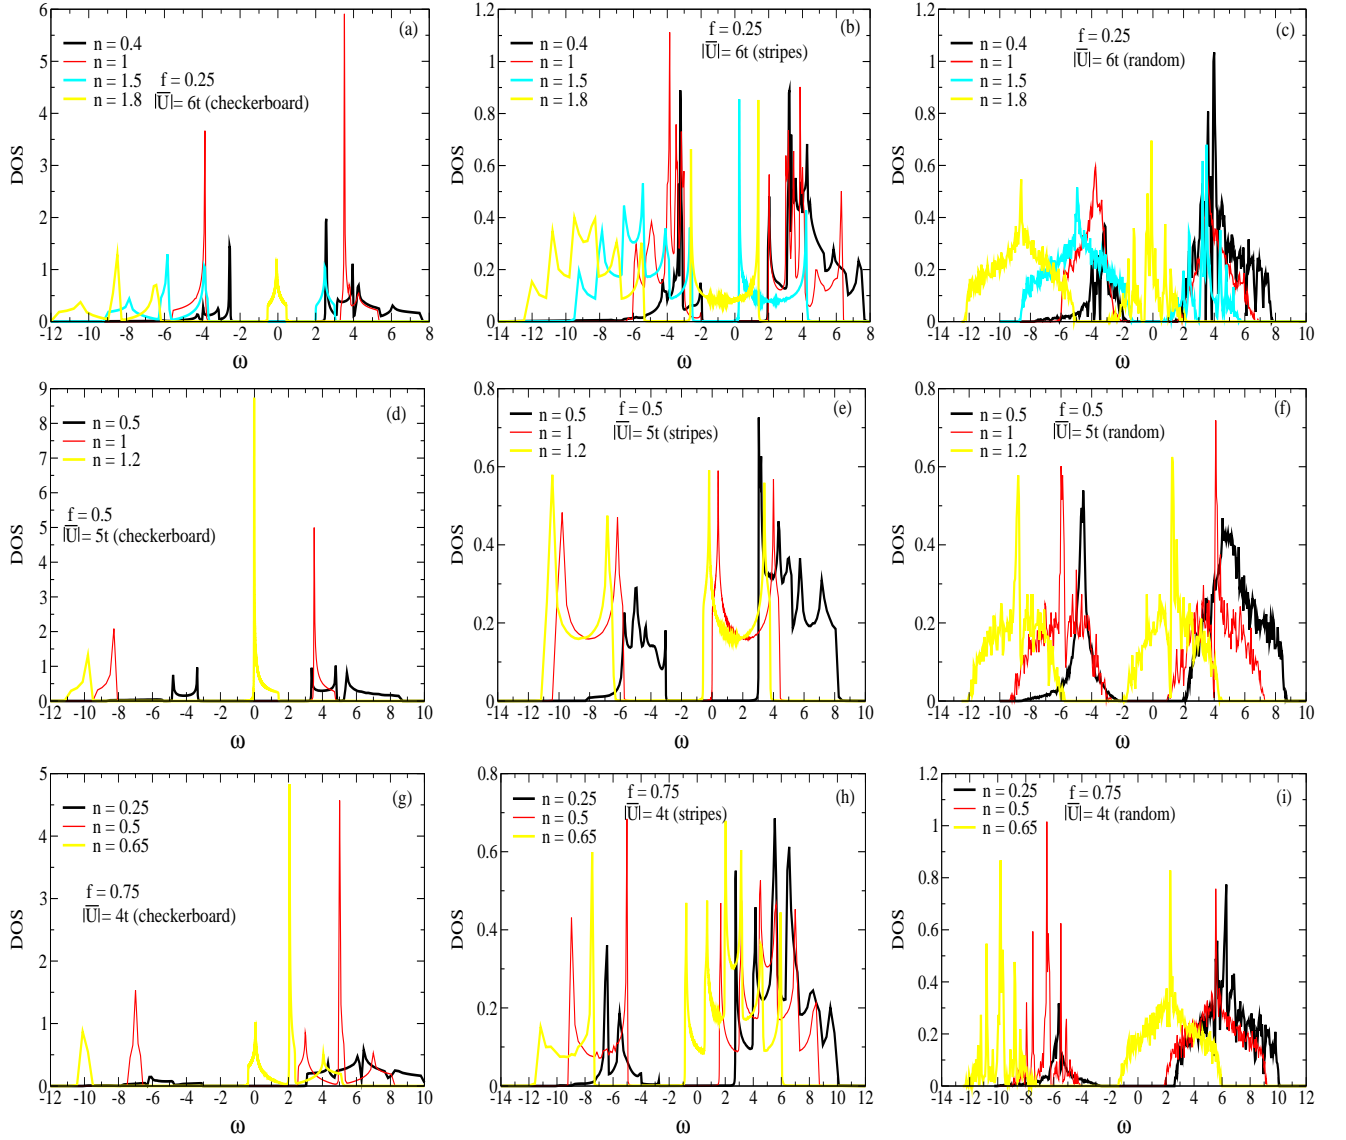 (a)
n = 0.4
n = 1
n = 1.5
n = 1.8
f = 0.25
|U|= 6t (checkerboard)
DOS
6
5
4
3
2
1
0
-12 -10 -8 -6 -4 -2 0 2 4 6 8
ω
(b)
n = 0.4
n = 1
n = 1.5
n = 1.8
f = 0.25
|U|= 6t (stripes)
DOS
1.2
1
0.8
0.6
0.4
0.2
0
-14 -12 -10 -8 -6 -4 -2 0 2 4 6 8
ω
(c)
n = 0.4
n = 1
n = 1.5
n = 1.8
f = 0.25
|U|= 6t (random)
DOS
1.2
1
0.8
0.6
0.4
0.2
0
-14 -12 -10 -8 -6 -4 -2 0 2 4 6 8 10
ω
(d)
n = 0.5
n = 1
n = 1.2
f = 0.5
|U|= 5t (checkerboard)
DOS
9
8
7
6
5
4
3
2
1
0
-12 -10 -8 -6 -4 -2 0 2 4 6 8 10
ω
(e)
n = 0.5
n = 1
n = 1.2
f = 0.5
|U|= 5t (stripes)
DOS
0.8
0.6
0.4
0.2
0
-14 -12 -10 -8 -6 -4 -2 0 2 4 6 8 10
ω
(f)
n = 0.5
n = 1
n = 1.2
f = 0.5
|U|= 5t (random)
DOS
0.8
0.6
0.4
0.2
0
-14 -12 -10 -8 -6 -4 -2 0 2 4 6 8 10
ω
(g)
n = 0.25
n = 0.5
n = 0.65
f = 0.75
|U|= 4t (checkerboard)
DOS
5
4
3
2
1
0
-12 -10 -8 -6 -4 -2 0 2 4 6 8 10
ω
(h)
n = 0.25
n = 0.5
n = 0.65
f = 0.75
|U|= 4t (stripes)
DOS
0.8
0.6
0.4
0.2
0
-14 -12 -10 -8 -6 -4 -2 0 2 4 6 8 10 12
ω
(i)
n = 0.25
n = 0.5
n = 0.65
f = 0.75
|U|= 4t (random)
DOS
1.2
1
0.8
0.6
0.4
0.2
0
-14 -12 -10 -8 -6 -4 -2 0 2 4 6 8 10 12
ω